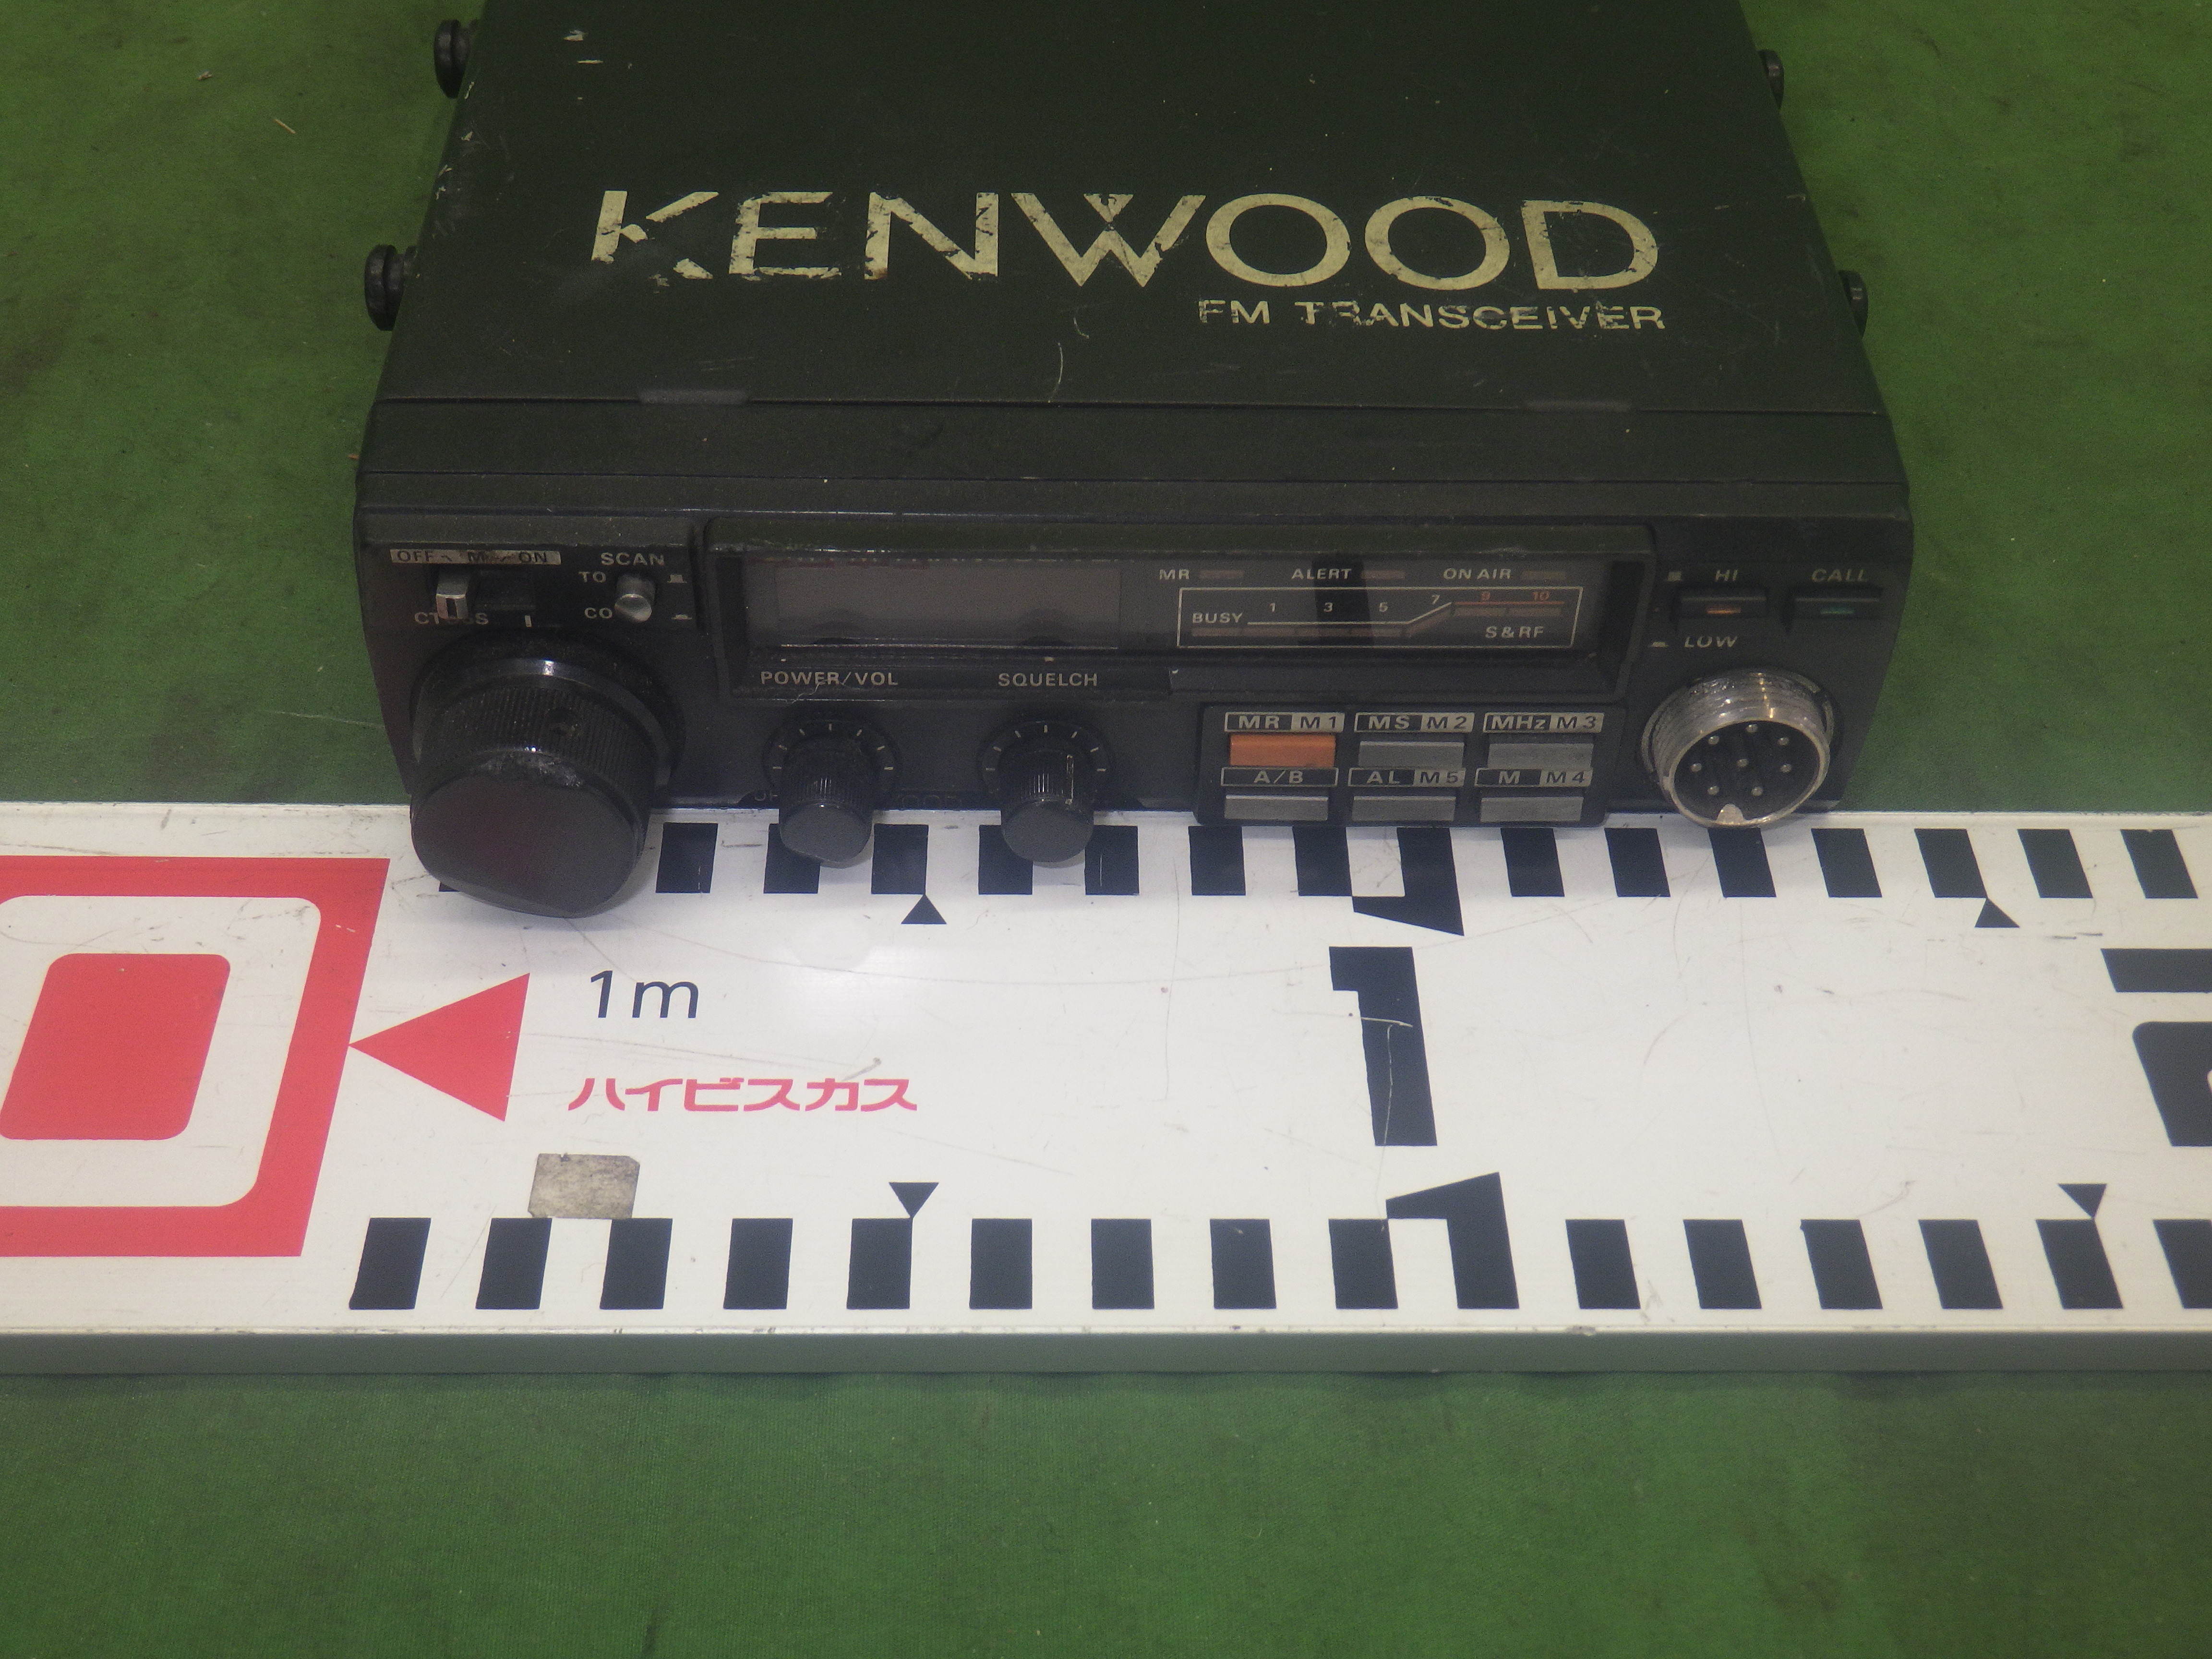 KENWOOD
FM TRANSCEIVER
OFF M ON
SCAN
TO
CO
MR ALERT ON AIR
BUSY 1 3 5 7 9 10
S&RF
HI
LOW
CALL
POWER/VOL
SQUELCH
MR M1 MS M2 MHz M3
A/B AL M5 M M4
1m
ハイビスカス
1
1